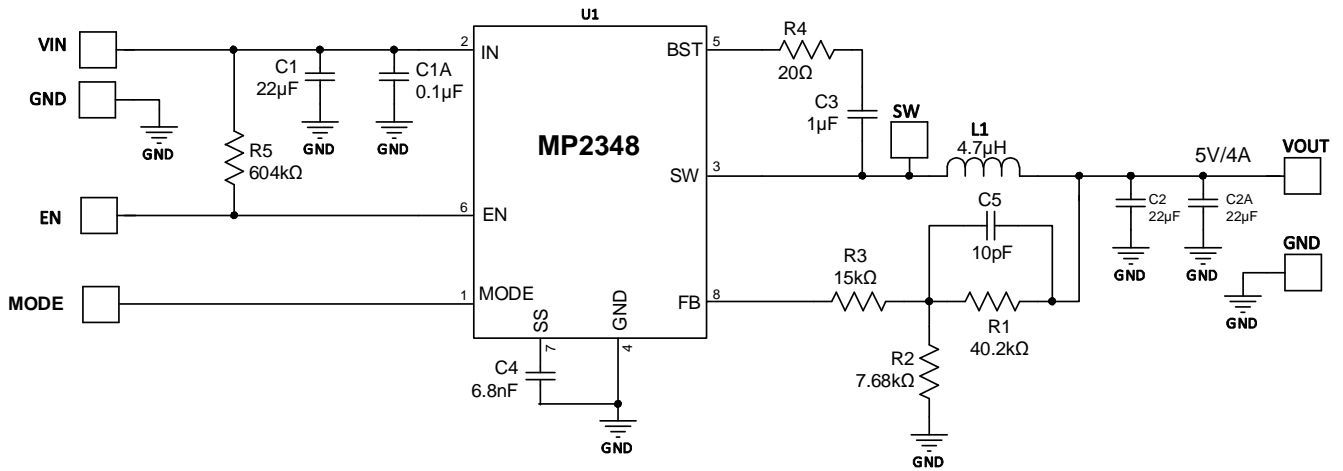 U1
VIN
2
IN
BST
5
R4
20Ω
C1
22µF
C1A
0.1µF
GND
GND
GND
GND
C3
1µF
SW
L1
4.7µH
MP2348
R5
604kΩ
SW
3
5V/4A
VOUT
EN
6
EN
C5
10pF
C2
22µF
C2A
22µF
GND
GND
GND
GND
R3
15kΩ
MODE
1
MODE
FB
8
R1
40.2kΩ
SS
GND
7
4
C4
6.8nF
R2
7.68kΩ
GND
GND